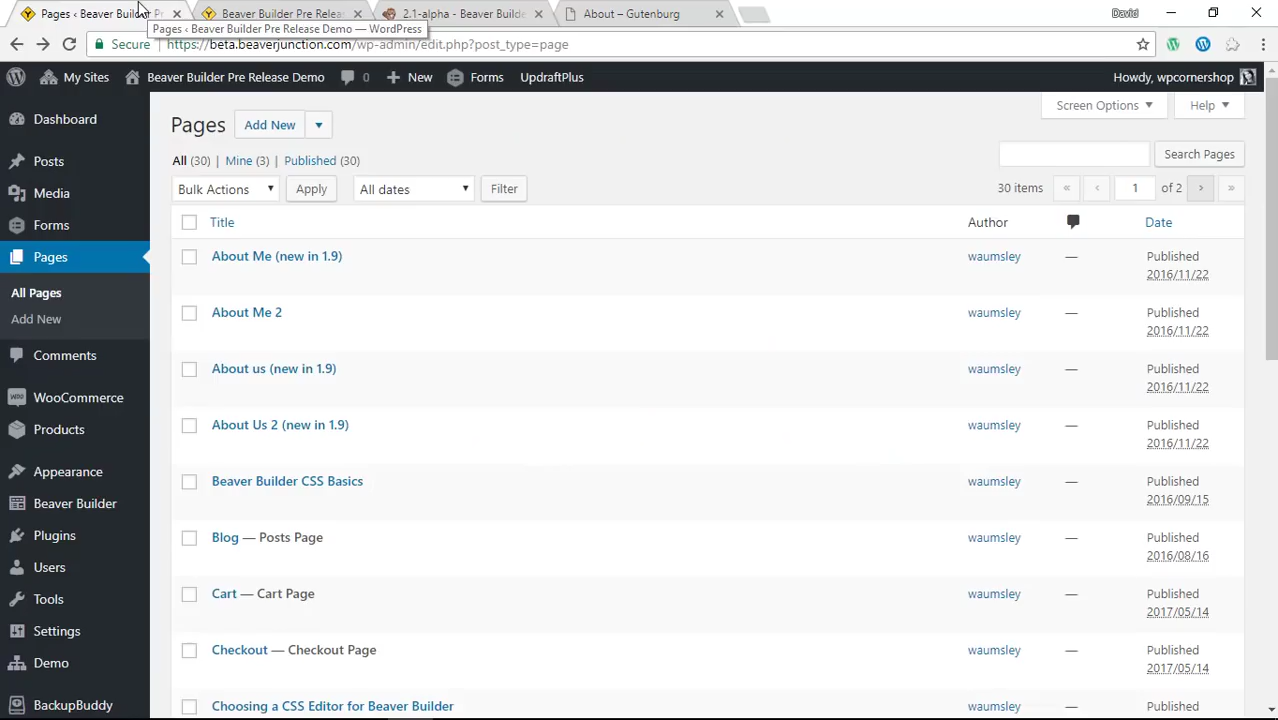 Pages ‹ Beaver Builder Pr
Beaver Builder Pre Relea
2.1-alpha - Beaver Builde
About – Gutenburg
David
Pages ‹ Beaver Builder Pre Release Demo — WordPress
Secure
https://beta.beaverjunction.com/wp-admin/edit.php?post_type=page
My Sites
Beaver Builder Pre Release Demo
0
New
Forms
UpdraftPlus
Howdy, wpcornershop
Dashboard
Posts
Media
Forms
Pages
All Pages
Add New
Comments
WooCommerce
Products
Appearance
Beaver Builder
Plugins
Users
Tools
Settings
Demo
BackupBuddy
Screen Options
Help
Pages
Add New
All (30) | Mine (3) | Published (30)
Search Pages
Bulk Actions
Apply
All dates
Filter
30 items « ‹ 1 of 2 › »
Title Author Date
About Me (new in 1.9) waumsley — Published
2016/11/22
About Me 2 waumsley — Published
2016/11/22
About us (new in 1.9) waumsley — Published
2016/11/22
About Us 2 (new in 1.9) waumsley — Published
2016/11/22
Beaver Builder CSS Basics waumsley — Published
2016/09/15
Blog — Posts Page waumsley — Published
2016/08/16
Cart — Cart Page waumsley — Published
2017/05/14
Checkout — Checkout Page waumsley — Published
2017/05/14
Choosing a CSS Editor for Beaver Builder waumsley — Published